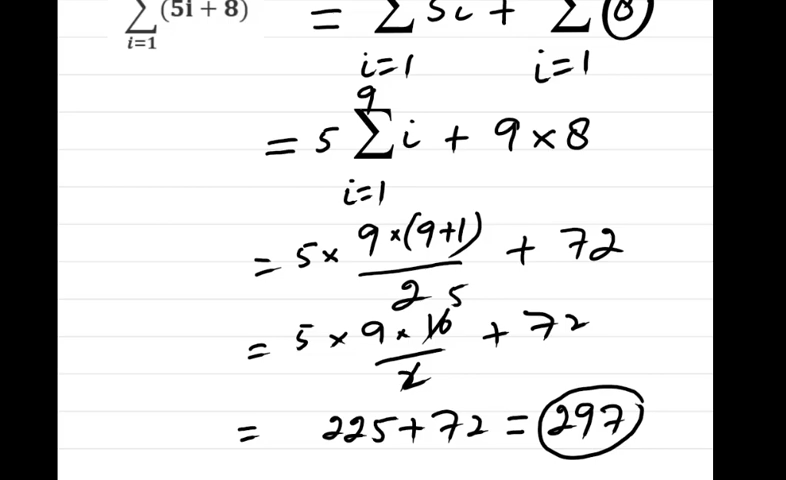 ∑ (5i + 8) = ∑ 5i + ∑ 8
i=1 i=1 i=1
9
= 5 ∑ i + 9 × 8
i=1
= 5 × 9 × (9+1) / 2 + 72
5
= 5 × 9 × 10 / 2 + 72
= 225 + 72 = 297